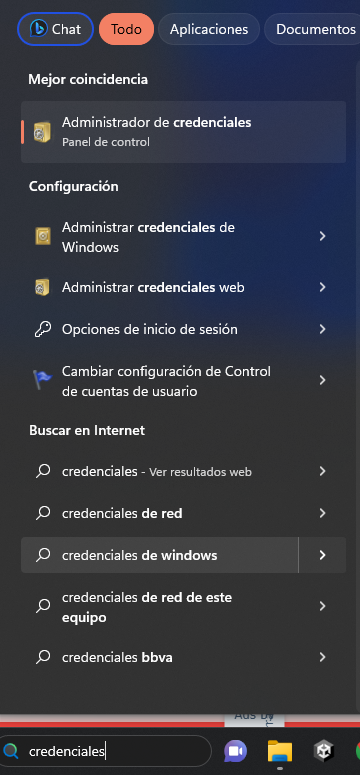 Chat Todo Aplicaciones Documentos
Mejor coincidencia
Administrador de credenciales
Panel de control
Configuración
Administrar credenciales de
Windows
Administrar credenciales web
Opciones de inicio de sesión
Cambiar configuración de Control
de cuentas de usuario
Buscar en Internet
credenciales - Ver resultados web
credenciales de red
credenciales de windows
credenciales de red de este
equipo
credenciales bbva
Ads by
credenciales